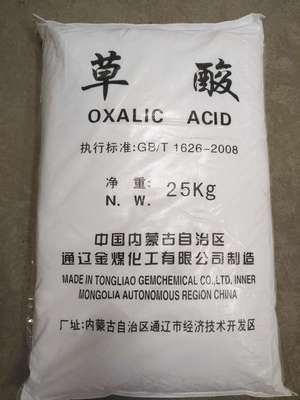 草 酸
OXALIC ACID
执行标准:GB/T 1626-2008
净 重: 25Kg
N. W.
中国内蒙古自治区
通辽金煤化工有限公司制造
MADE IN TONGLIAO GEMCHEMICAL CO.,LTD. INNER
MONGOLIA AUTONOMOUS REGION CHINA
厂址:内蒙古自治区通辽市经济技术开发区